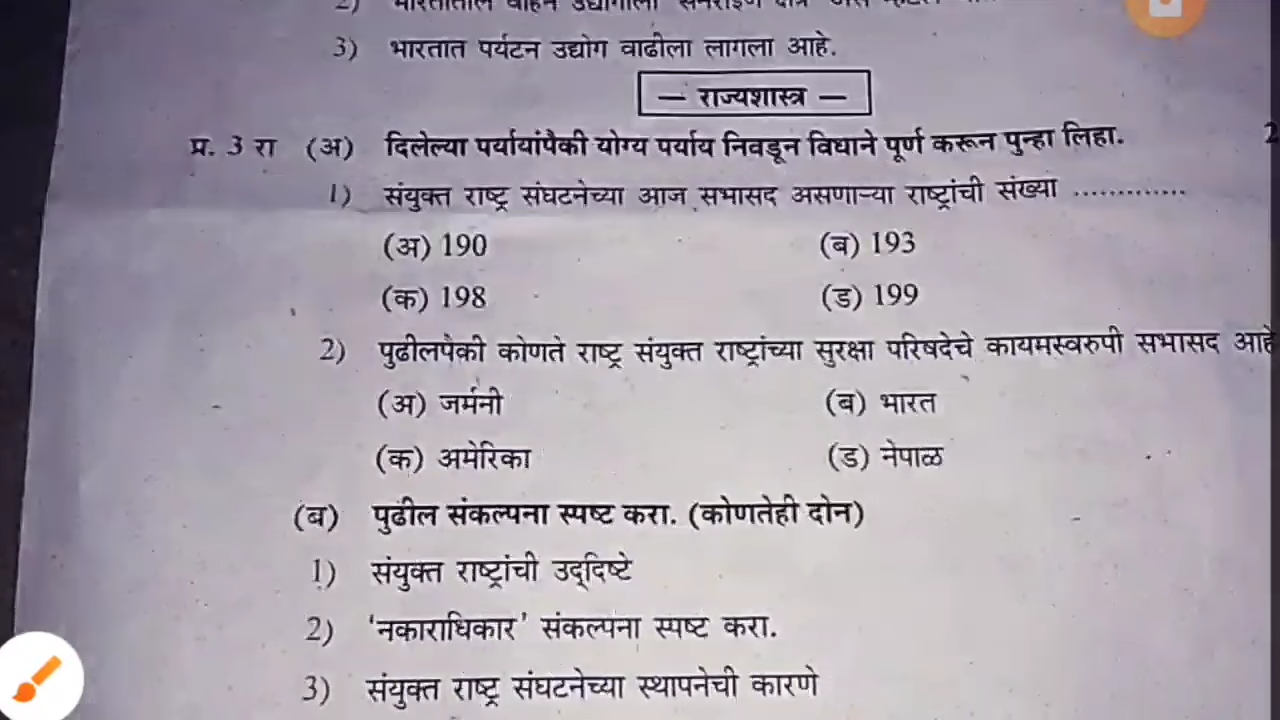 3) भारतात पर्यटन उद्योग वाढीला लागला आहे.
— राज्यशास्त्र —
प्र. 3 रा (अ) दिलेल्या पर्यायांपैकी योग्य पर्याय निवडून विधाने पूर्ण करून पुन्हा लिहा. 2
1) संयुक्त राष्ट्र संघटनेच्या आज सभासद असणाऱ्या राष्ट्रांची संख्या .............
(अ) 190 (ब) 193
(क) 198 (ड) 199
2) पुढीलपैकी कोणते राष्ट्र संयुक्त राष्ट्रांच्या सुरक्षा परिषदेचे कायमस्वरुपी सभासद आहे
(अ) जर्मनी (ब) भारत
(क) अमेरिका (ड) नेपाळ
(ब) पुढील संकल्पना स्पष्ट करा. (कोणतेही दोन)
1) संयुक्त राष्ट्रांची उद्‌दिष्टे
2) 'नकाराधिकार' संकल्पना स्पष्ट करा.
3) संयुक्त राष्ट्र संघटनेच्या स्थापनेची कारणे